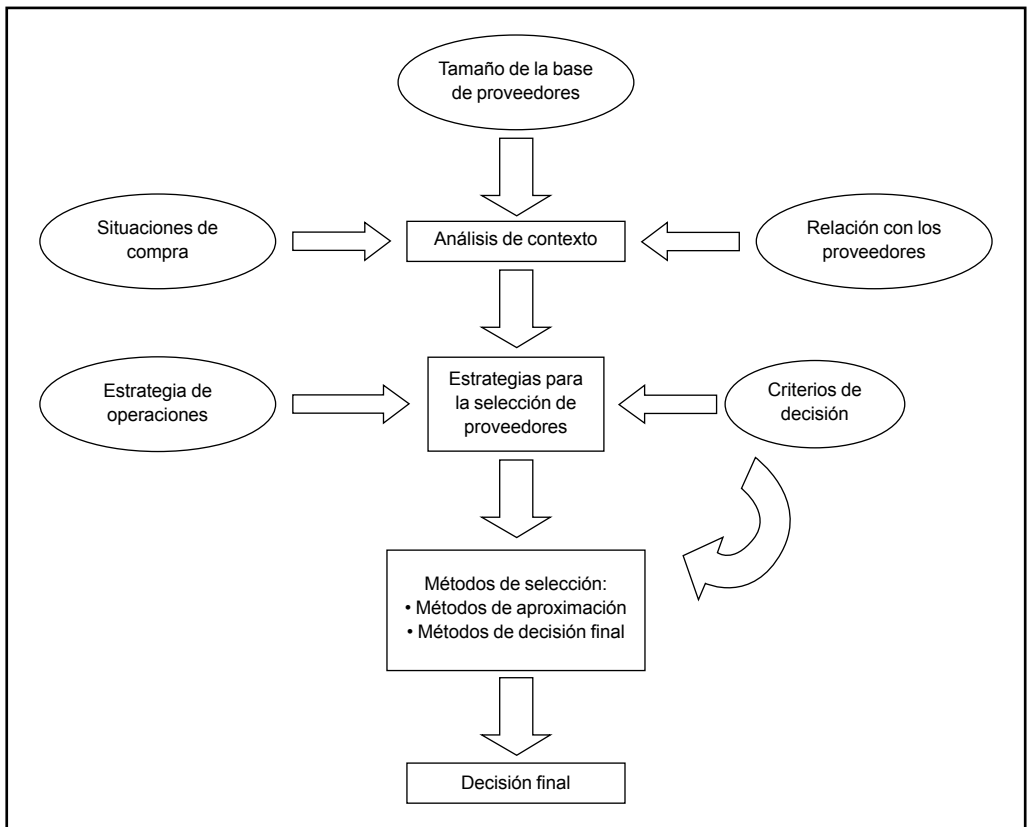 Tamaño de la base
de proveedores
Situaciones de
compra
Análisis de contexto
Relación con los
proveedores
Estrategia de
operaciones
Estrategias para
la selección de
proveedores
Criterios de
decisión
Métodos de selección:
• Métodos de aproximación
• Métodos de decisión final
Decisión final